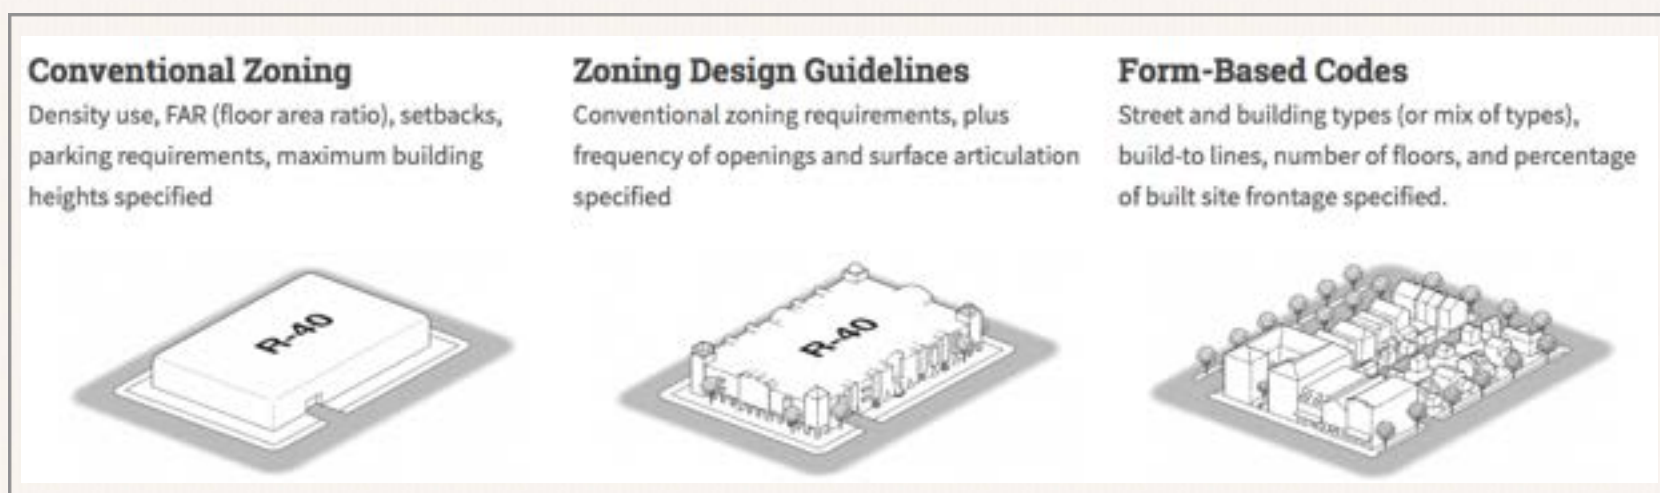 Conventional Zoning
Density use, FAR (floor area ratio), setbacks,
parking requirements, maximum building
heights specified
R-40
Zoning Design Guidelines
Conventional zoning requirements, plus
frequency of openings and surface articulation
specified
R-40
Form-Based Codes
Street and building types (or mix of types),
build-to lines, number of floors, and percentage
of built site frontage specified.